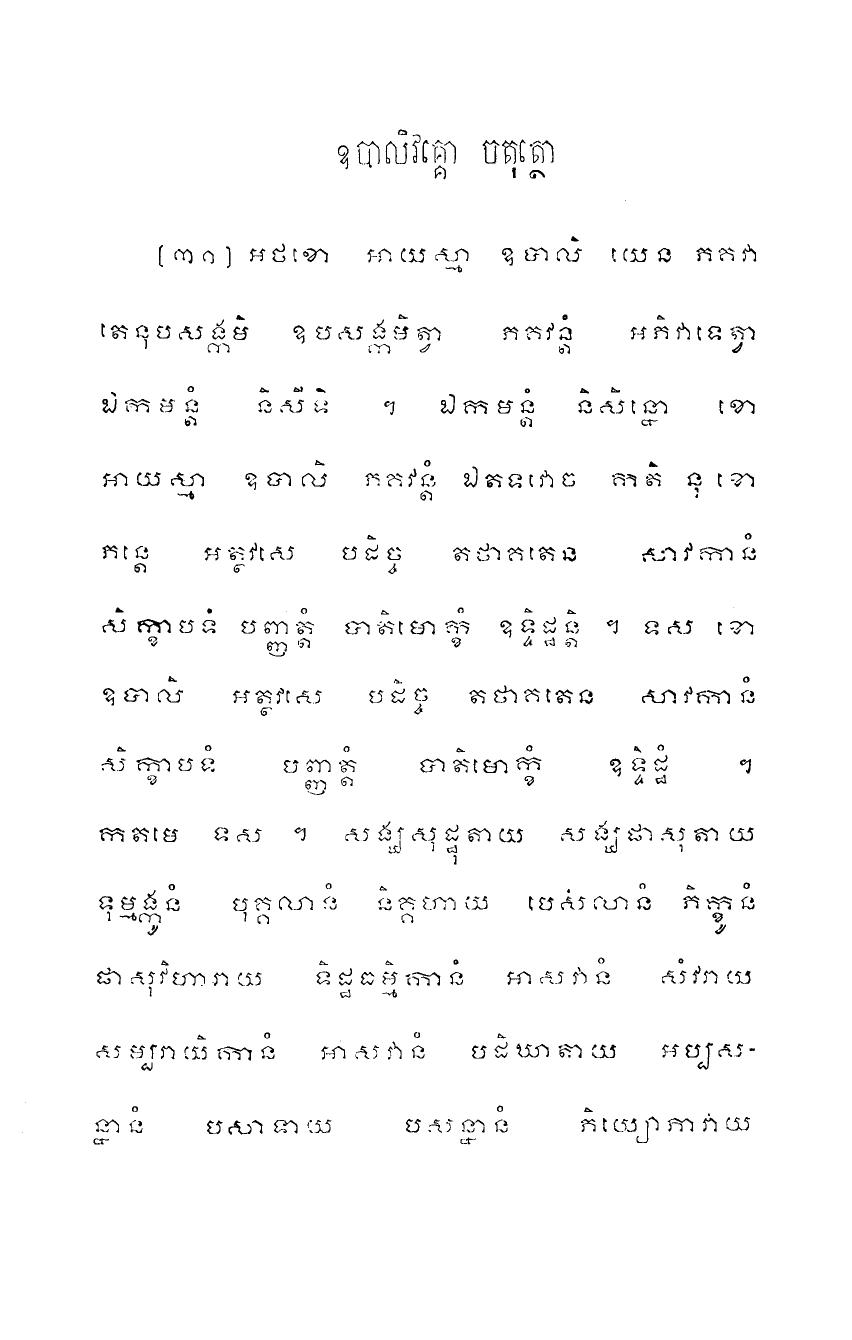 ឧបាលិវគ្គោ ចតុត្ថោ
[៣១] អថខោ អាយស្មា ឧបាលិ យេន ភគវា
តេនុបសង្កមិ ឧបសង្កមិត្វា ភគវន្តំ អភិវាទេត្វា
ឯកមន្តំ និសីទិ ។ ឯកមន្តំ និសិន្នោ ខោ
អាយស្មា ឧបាលិ ភគវន្តំ ឯតទវោច កាតិ នុ ខោ
ភន្តេ អត្ថវសេ បដិច្ច តថាគតេន សាវកានំ
សិក្ខាបទំ បញ្ញត្តំ បាតិមោក្ខំ ឧទ្ទិដ្ឋន្តិ ។ ទស ខោ
ឧបាលិ អត្ថវសេ បដិច្ច តថាគតេន សាវកានំ
សិក្ខាបទំ បញ្ញត្តំ បាតិមោក្ខំ ឧទ្ទិដ្ឋំ ។
កតមេ ទស ។ សង្ឃសុដ្ឋុតាយ សង្ឃផាសុតាយ
ទុម្មង្កូនំ បុគ្គលានំ និគ្គហាយ បេសលានំ ភិក្ខូនំ
ផាសុវិហារាយ ទិដ្ឋធម្មិកានំ អាសវានំ សំវរាយ
សម្បរាយិកានំ អាសវានំ បដិឃាតាយ អប្បស-
ន្នានំ បសាទាយ បសន្នានំ ភិយ្យោភាវាយ